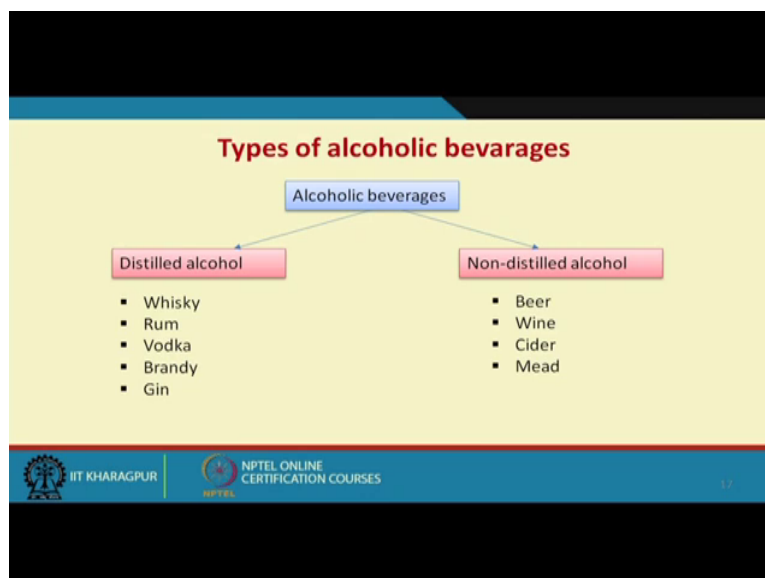 Types of alcoholic bevarages
Alcoholic beverages
Distilled alcohol
Non-distilled alcohol
▪ Whisky
▪ Rum
▪ Vodka
▪ Brandy
▪ Gin
▪ Beer
▪ Wine
▪ Cider
▪ Mead
IIT KHARAGPUR
NPTEL
NPTEL ONLINE
CERTIFICATION COURSES
17